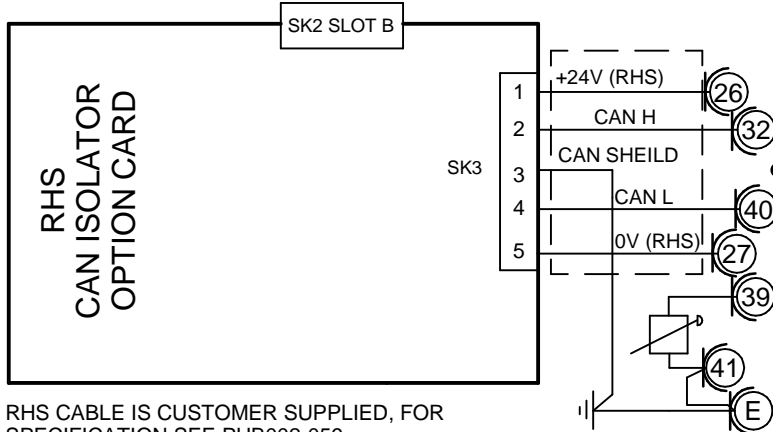 SK2 SLOT B
RHS
CAN ISOLATOR
OPTION CARD
SK3
1
2
3
4
5
+24V (RHS)
CAN H
CAN SHEILD
CAN L
0V (RHS)
26
32
40
27
39
41
E
RHS CABLE IS CUSTOMER SUPPLIED, FOR